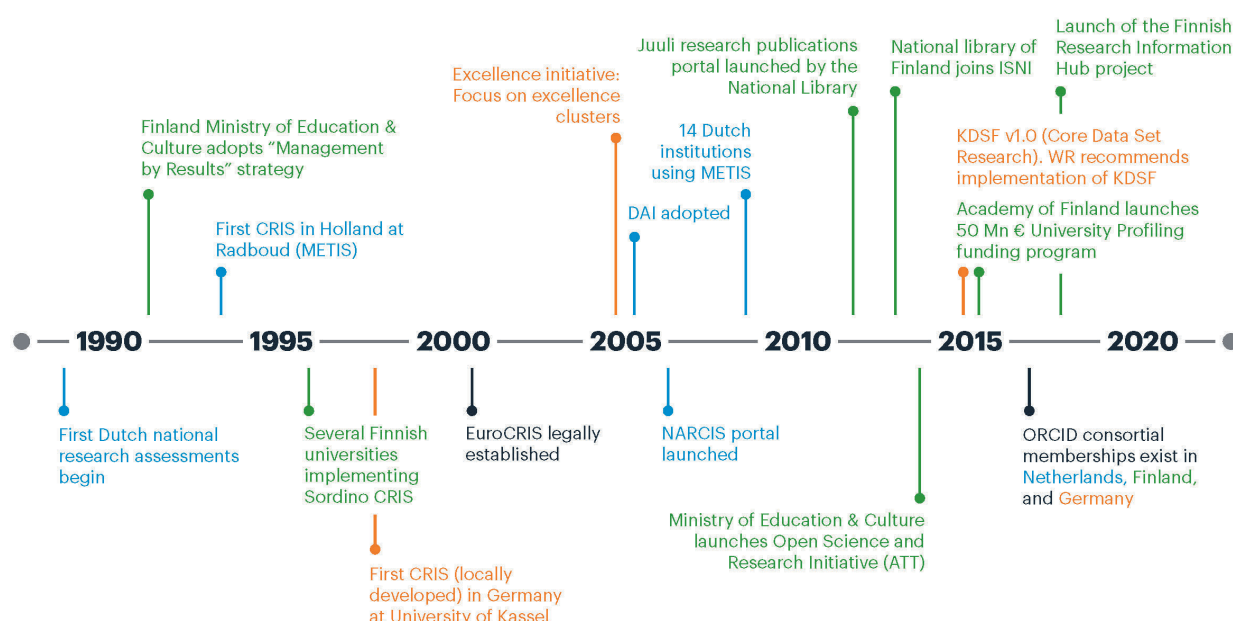 Launch of the Finnish
Research Information
Hub project
Juuli research publications
portal launched by the
National Library
National library of
Finland joins ISNI
Excellence initiative:
Focus on excellence
clusters
Finland Ministry of Education &
Culture adopts “Management
by Results” strategy
14 Dutch
institutions
using METIS
KDSF v1.0 (Core Data Set
Research). WR recommends
implementation of KDSF
First CRIS in Holland at
Radboud (METIS)
DAI adopted
Academy of Finland launches
50 Mn € University Profiling
funding program
1990
1995
2000
2005
2010
2015
2020
First Dutch national
research assessments
begin
Several Finnish
universities
implementing
Sordino CRIS
EuroCRIS legally
established
NARCIS portal
launched
ORCID consortial
memberships exist in
Netherlands, Finland,
and Germany
Ministry of Education & Culture
launches Open Science and
Research Initiative (ATT)
First CRIS (locally
developed) in Germany
at University of Kassel